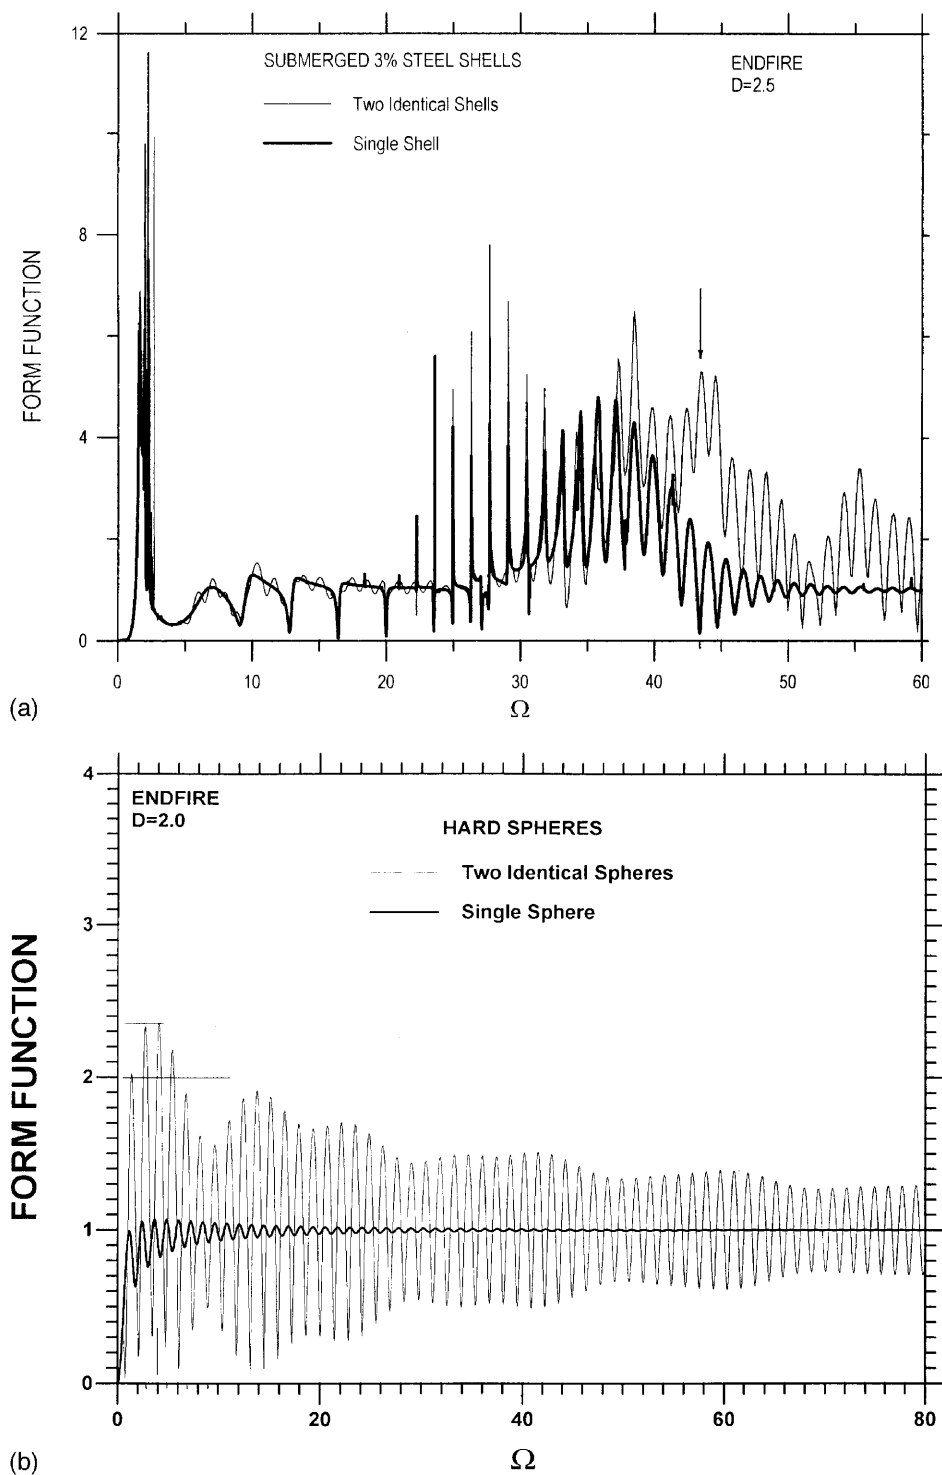 12
SUBMERGED 3% STEEL SHELLS
ENDFIRE
D=2.5
Two Identical Shells
Single Shell
8
FORM FUNCTION
4
0
0 10 20 30 40 50 60
(a)
Ω
4
ENDFIRE
D=2.0
HARD SPHERES
Two Identical Spheres
Single Sphere
3
FORM FUNCTION
2
1
0
0 20 40 60 80
(b)
Ω